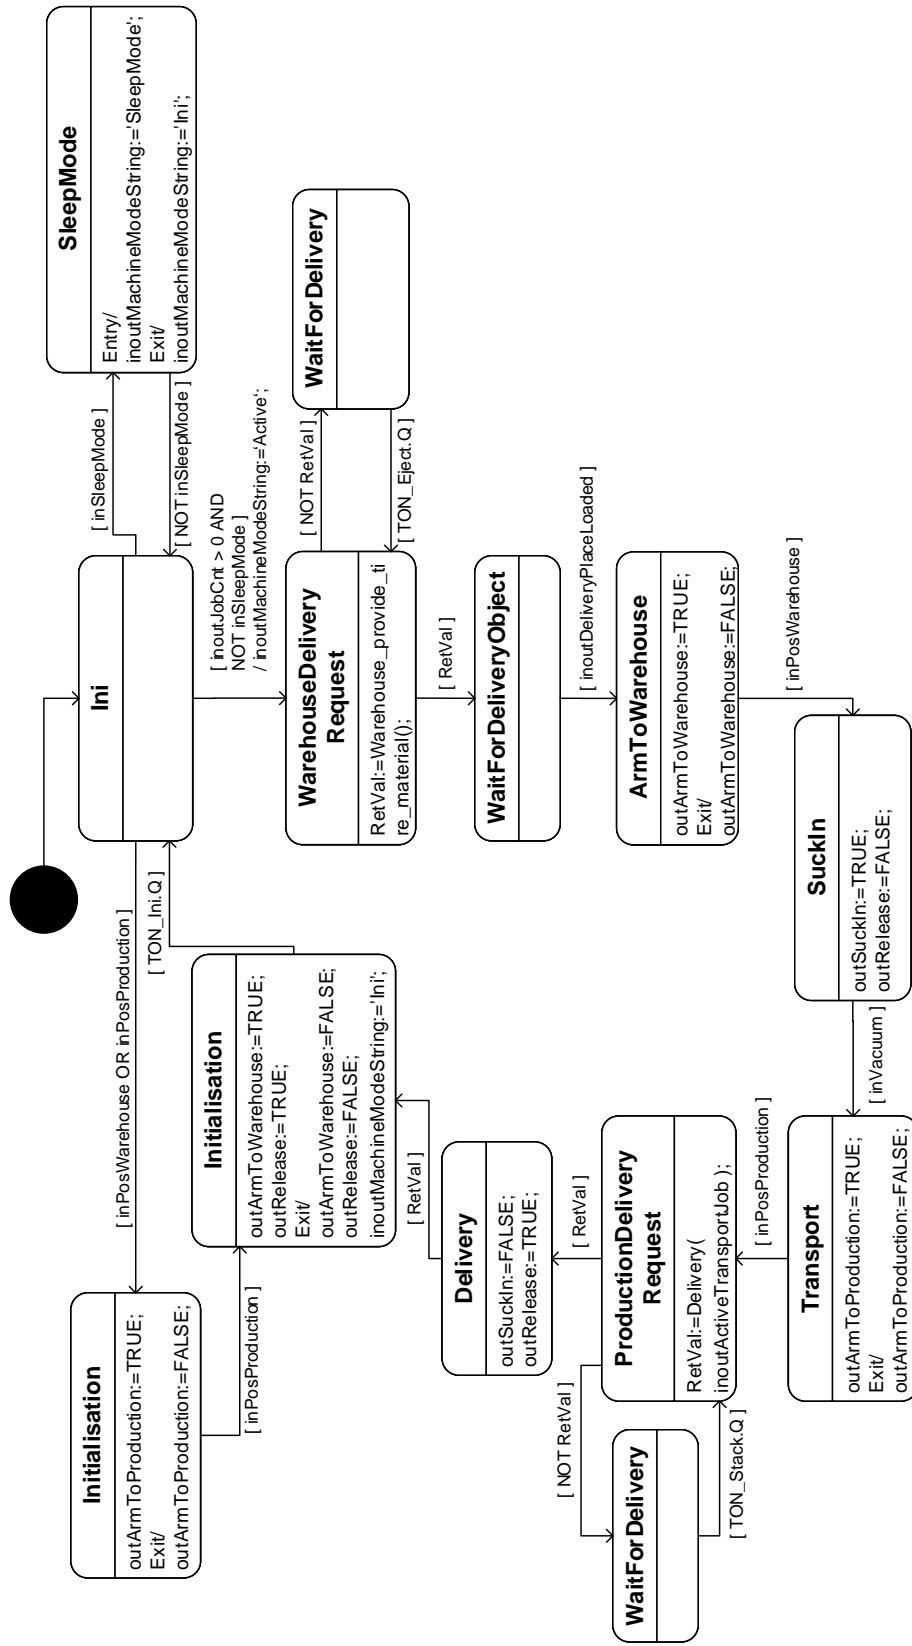 Ini
[ inSleepMode ]
[ NOT inSleepMode ]
SleepMode
Entry/
inoutMachineModeString:='SleepMode';
Exit/
inoutMachineModeString:='Ini';
[ inoutJobCnt > 0 AND
NOT inSleepMode ]
/ inoutMachineModeString:='Active';
[ inPosWarehouse OR inPosProduction ]
[ TON_Ini.Q ]
Initialisation
outArmToProduction:=TRUE;
Exit/
outArmToProduction:=FALSE;
[ inPosProduction ]
Initialisation
outArmToWarehouse:=TRUE;
outRelease:=TRUE;
Exit/
outArmToWarehouse:=FALSE;
outRelease:=FALSE;
inoutMachineModeString:='Ini';
WarehouseDelivery
Request
RetVal:=Warehouse_provide_ti
re_material();
[ NOT RetVal ]
[ TON_Eject.Q ]
WaitForDelivery
[ RetVal ]
WaitForDeliveryObject
[ inoutDeliveryPlaceLoaded ]
ArmToWarehouse
outArmToWarehouse:=TRUE;
Exit/
outArmToWarehouse:=FALSE;
[ inPosWarehouse ]
SuckIn
outSuckIn:=TRUE;
outRelease:=FALSE;
[ inVacuum ]
Transport
outArmToProduction:=TRUE;
Exit/
outArmToProduction:=FALSE;
[ inPosProduction ]
ProductionDelivery
Request
RetVal:=Delivery(
inoutActiveTransportJob );
[ NOT RetVal ]
[ TON_Stack.Q ]
WaitForDelivery
[ RetVal ]
Delivery
outSuckIn:=FALSE;
outRelease:=TRUE;
[ RetVal ]